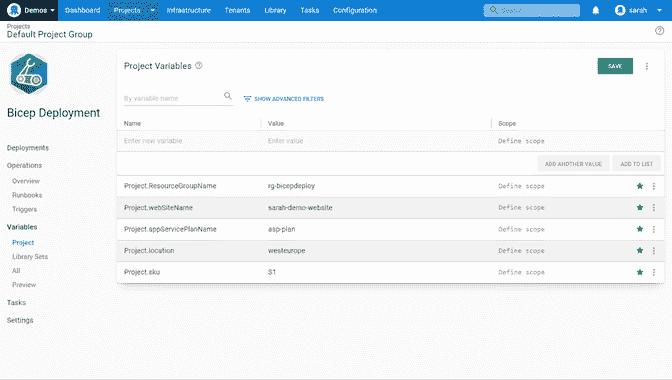 Demos
Dashboard
Projects
Infrastructure
Tenants
Library
Tasks
Configuration
Search
sarah
Projects
Default Project Group
Bicep Deployment
Deployments
Operations
Overview
Runbooks
Triggers
Variables
Project
Library Sets
All
Preview
Tasks
Settings
Project Variables
SAVE
By variable name
SHOW ADVANCED FILTERS
Name Value Scope
Enter new variable Enter value Define scope
ADD ANOTHER VALUE ADD TO LIST
Project.ResourceGroupName rg-bicepdeploy Define scope
Project.webSiteName sarah-demo-website Define scope
Project.appServicePlanName asp-plan Define scope
Project.location westeurope Define scope
Project.sku S1 Define scope